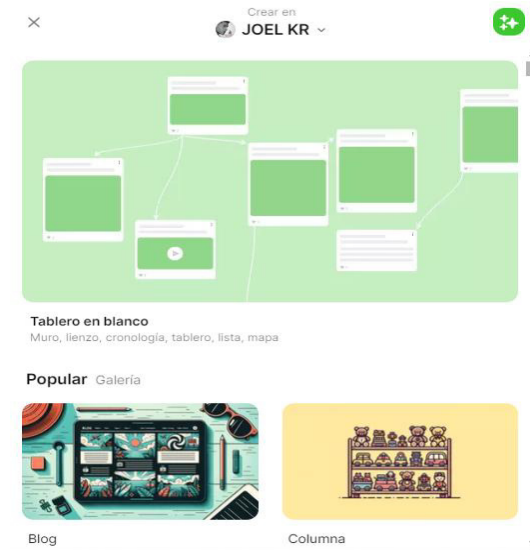 Crear en
JOEL KR
Tablero en blanco
Muro, lienzo, cronología, tablero, lista, mapa
Popular Galería
Blog
Columna